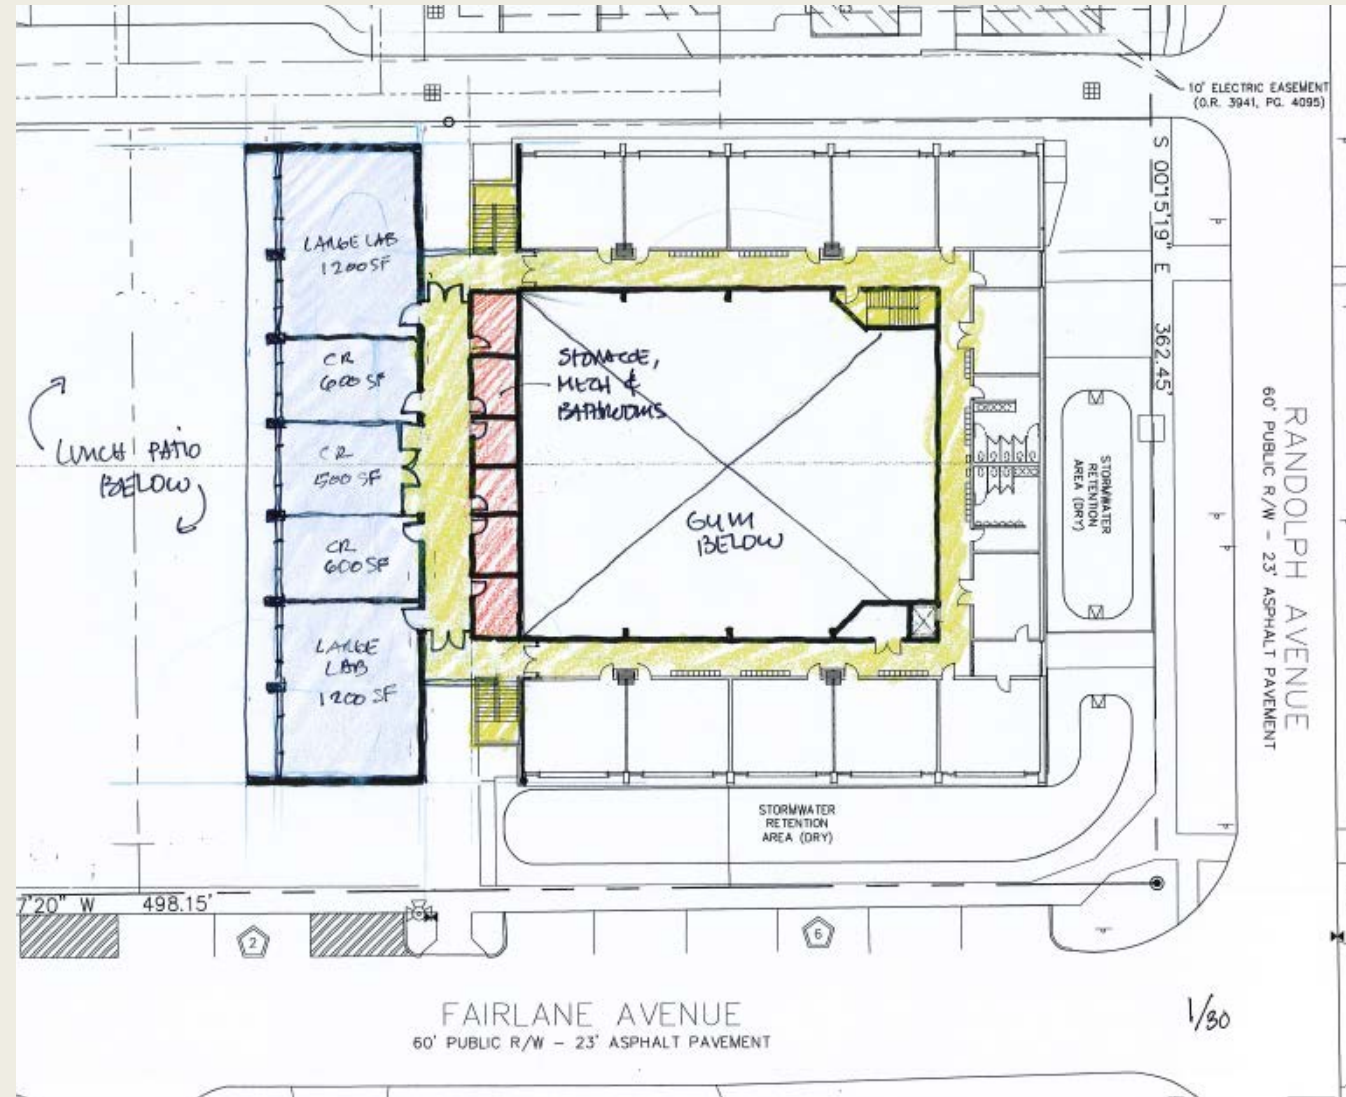 10' ELECTRIC EASEMENT
(O.R. 3941, PG. 4095)
S 00°15'19" E 362.45'
LARGE LAB
1200 SF
CR
600 SF
CR
500 SF
CR
600 SF
LARGE
LAB
1200 SF
LUNCH PATIO
BELOW
STORAGE,
MECH &
BATHROOMS
GYM
BELOW
STORMWATER
RETENTION
AREA (DRY)
RANDOLPH AVENUE
60' PUBLIC R/W - 23' ASPHALT PAVEMENT
STORMWATER
RETENTION
AREA (DRY)
7'20" W 498.15'
2
6
FAIRLANE AVENUE
60' PUBLIC R/W - 23' ASPHALT PAVEMENT
1/30